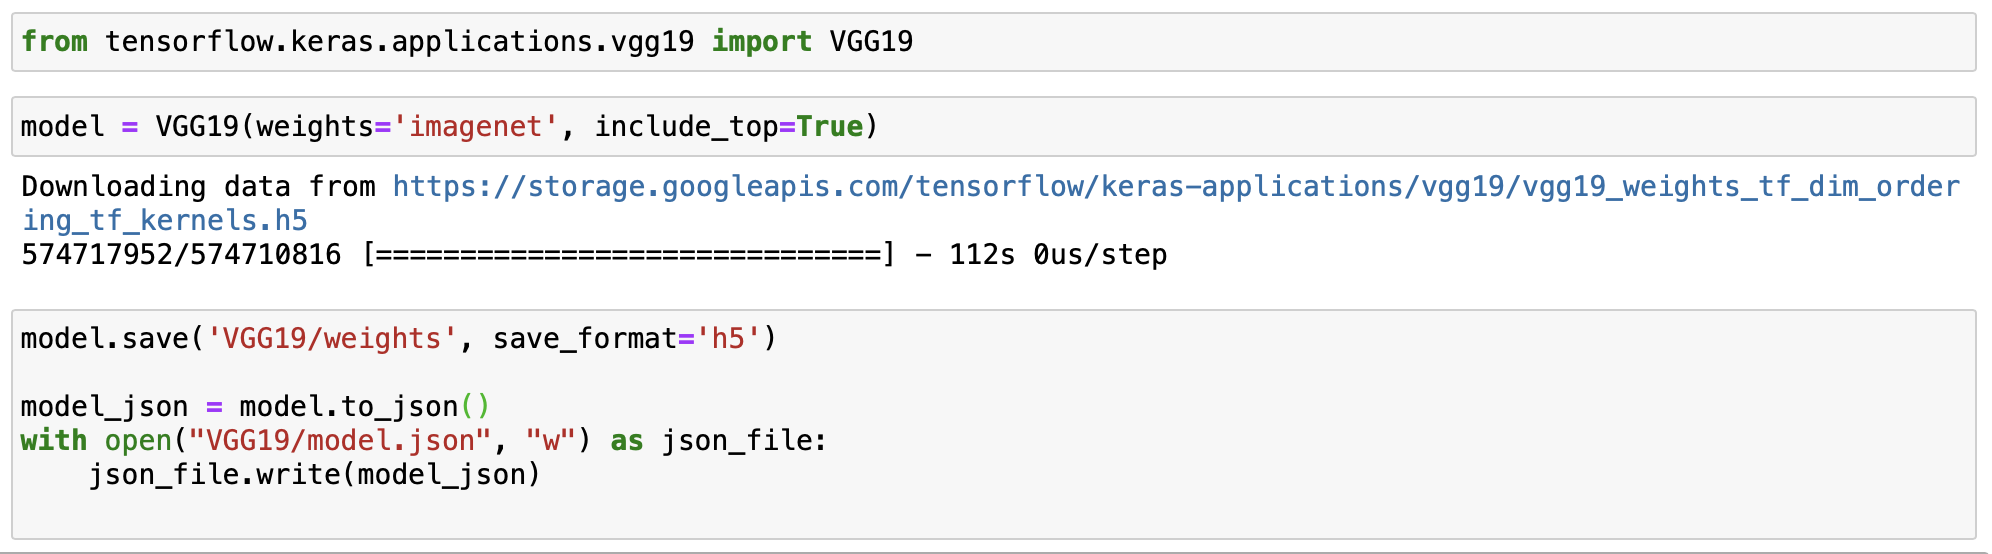 from tensorflow.keras.applications.vgg19 import VGG19
model = VGG19(weights='imagenet', include_top=True)
Downloading data from https://storage.googleapis.com/tensorflow/keras-applications/vgg19/vgg19_weights_tf_dim_order
ing_tf_kernels.h5
574717952/574710816 [==============================] - 112s 0us/step
model.save('VGG19/weights', save_format='h5')
model_json = model.to_json()
with open("VGG19/model.json", "w") as json_file:
    json_file.write(model_json)